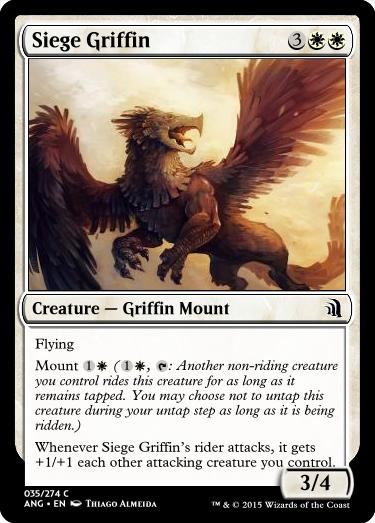 Siege Griffin 3
Creature — Griffin Mount
Flying
Mount 1 ( 1 , : Another non-riding creature
you control rides this creature for as long as it
remains tapped. You may choose not to untap this
creature during your untap step as long as it is being
ridden.)
Whenever Siege Griffin's rider attacks, it gets
+1/+1 each other attacking creature you control.
3/4
035/274 C
ANG • EN Thiago Almeida
™ & © 2015 Wizards of the Coast